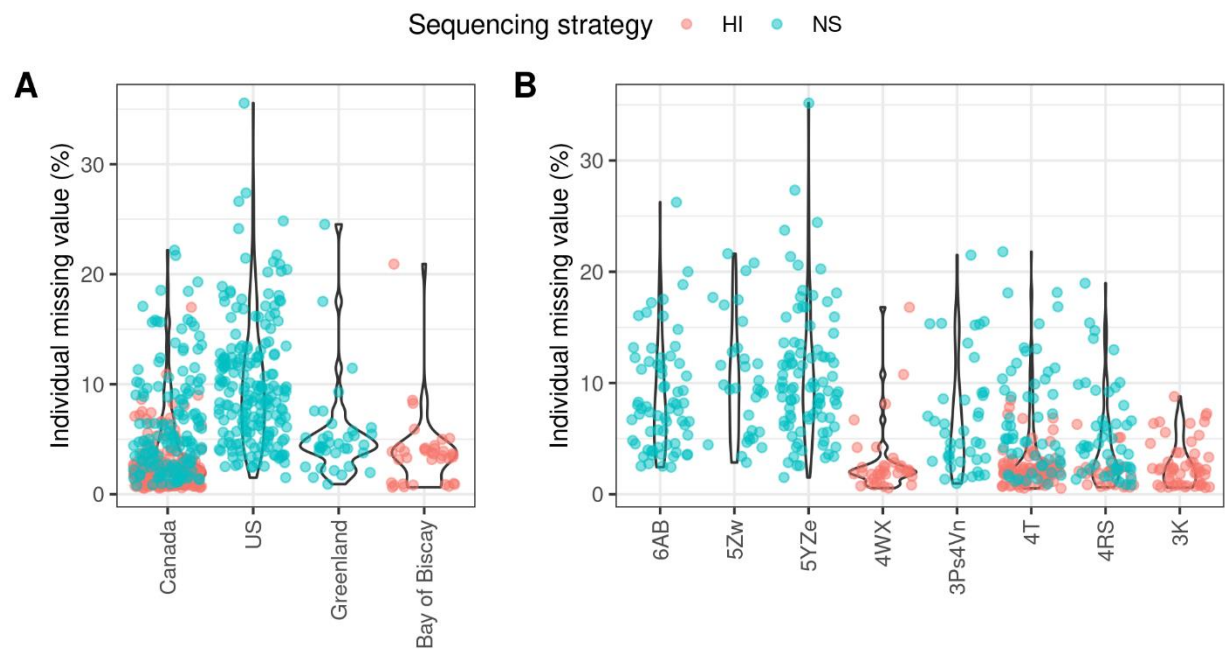 Sequencing strategy HI NS
A
Individual missing value (%)
30
20
10
0
Canada
US
Greenland
Bay of Biscay
B
Individual missing value (%)
30
20
10
0
6AB
5Zw
5YZe
4WX
3Ps4Vn
4T
4RS
3K